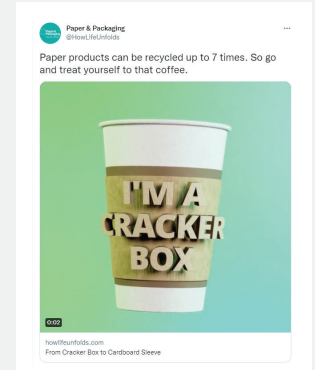 Paper & Packaging
@HowLifeUnfolds
Paper products can be recycled up to 7 times. So go
and treat yourself to that coffee.
I'M A
CRACKER
BOX
0:02
howlifeunfolds.com
From Cracker Box to Cardboard Sleeve